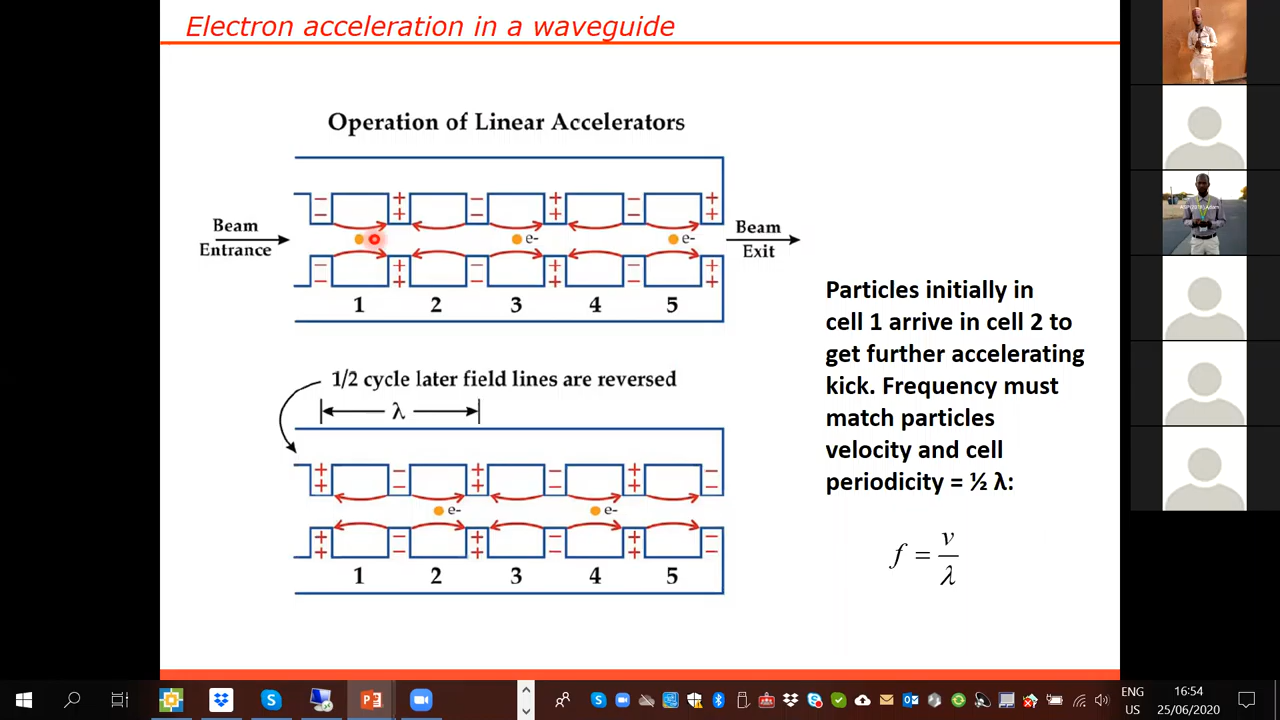 Electron acceleration in a waveguide
Operation of Linear Accelerators
− + − + − +
− + − + − +
Beam
Entrance
e-
e-
Beam
Exit
− + − + − +
− + − + − +
1 2 3 4 5
1/2 cycle later field lines are reversed
λ
+ − + − + −
+ − + − + −
e-
e-
+ − + − + −
+ − + − + −
1 2 3 4 5
Particles initially in
cell 1 arrive in cell 2 to
get further accelerating
kick. Frequency must
match particles
velocity and cell
periodicity = ½ λ:
f = v/λ
ENG
US
16:54
25/06/2020